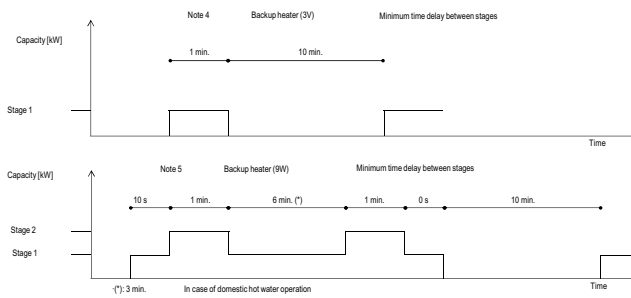 Note 4 Backup heater (3V) Minimum time delay between stages
Capacity [kW]
1 min. 10 min.
Stage 1
Time
Note 5 Backup heater (9W) Minimum time delay between stages
Capacity [kW]
10 s 1 min. 6 min. (*) 1 min. 0 s 10 min.
Stage 2
Stage 1
Time
·(*): 3 min. In case of domestic hot water operation